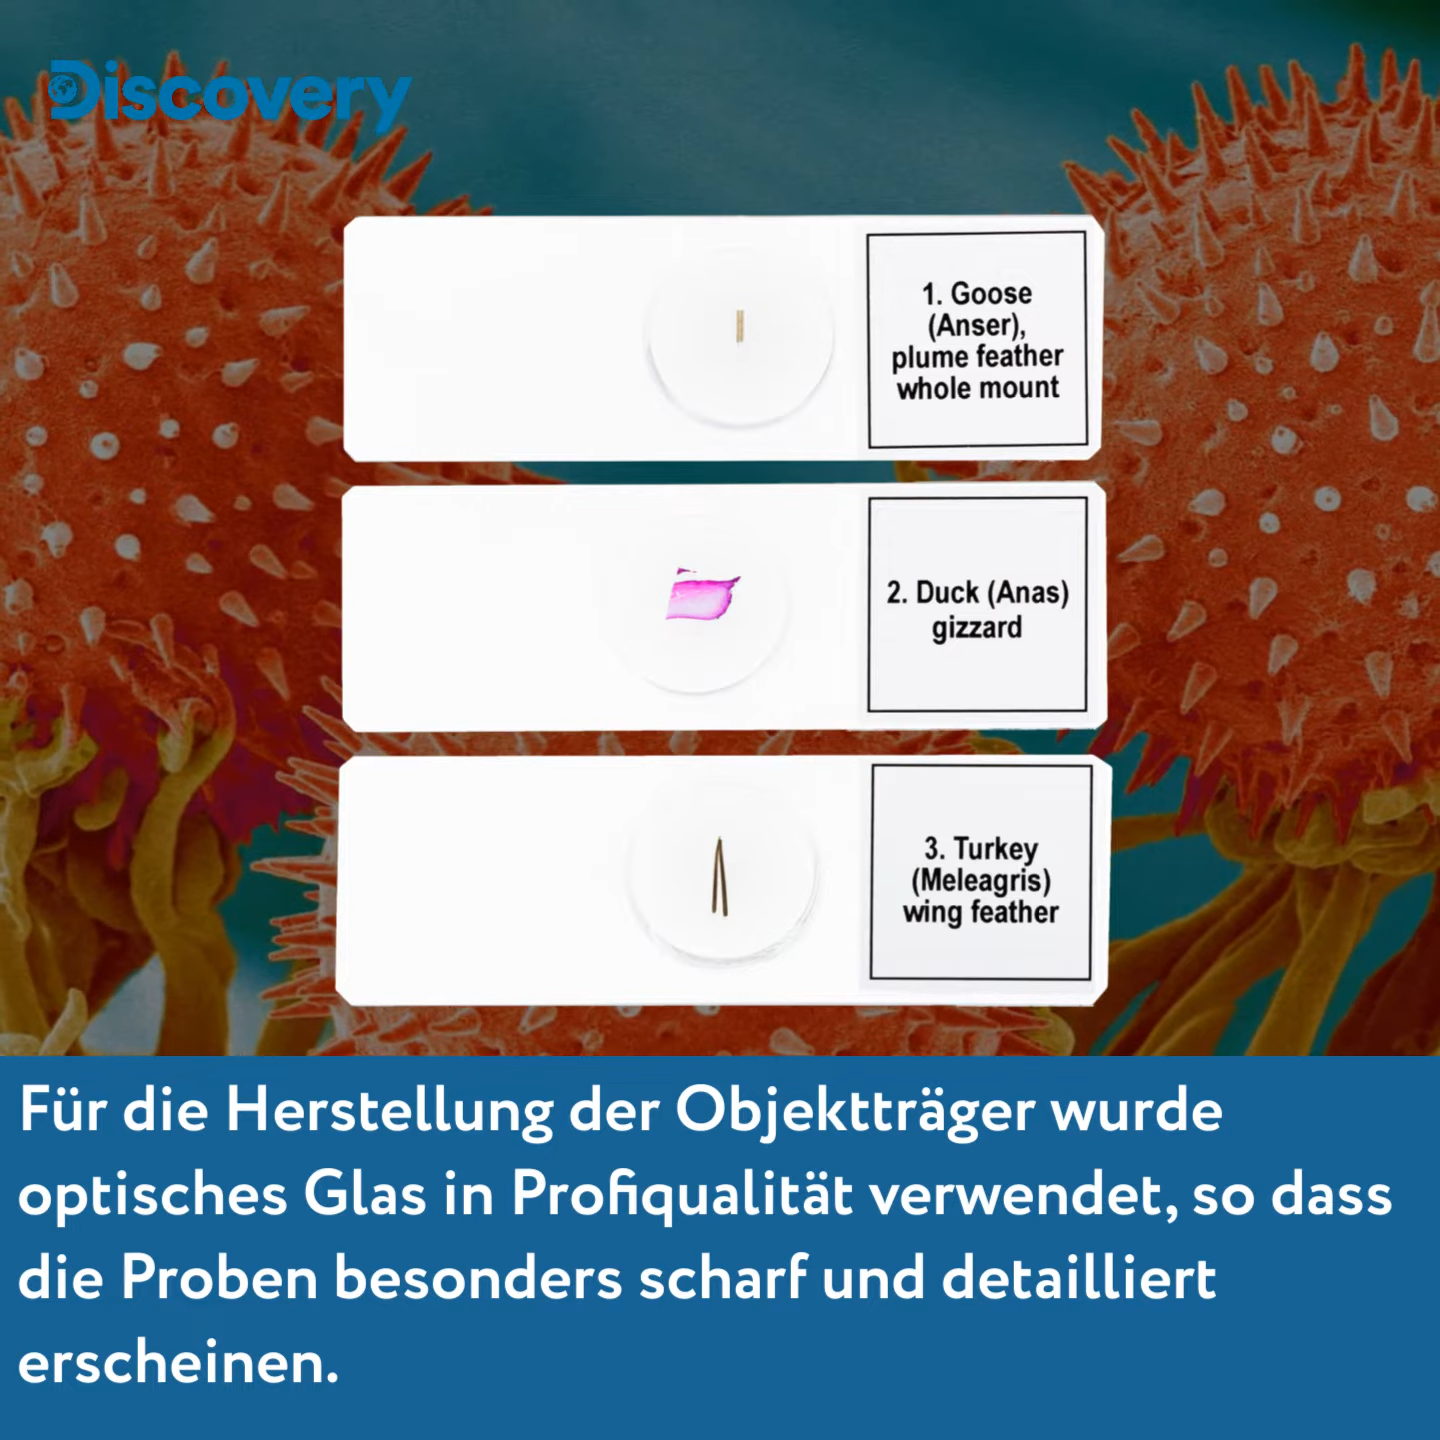 Discovery
1. Goose
(Anser),
plume feather
whole mount
2. Duck (Anas)
gizzard
3. Turkey
(Meleagris)
wing feather
Für die Herstellung der Objektträger wurde
optisches Glas in Profiqualität verwendet, so dass
die Proben besonders scharf und detailliert
erscheinen.